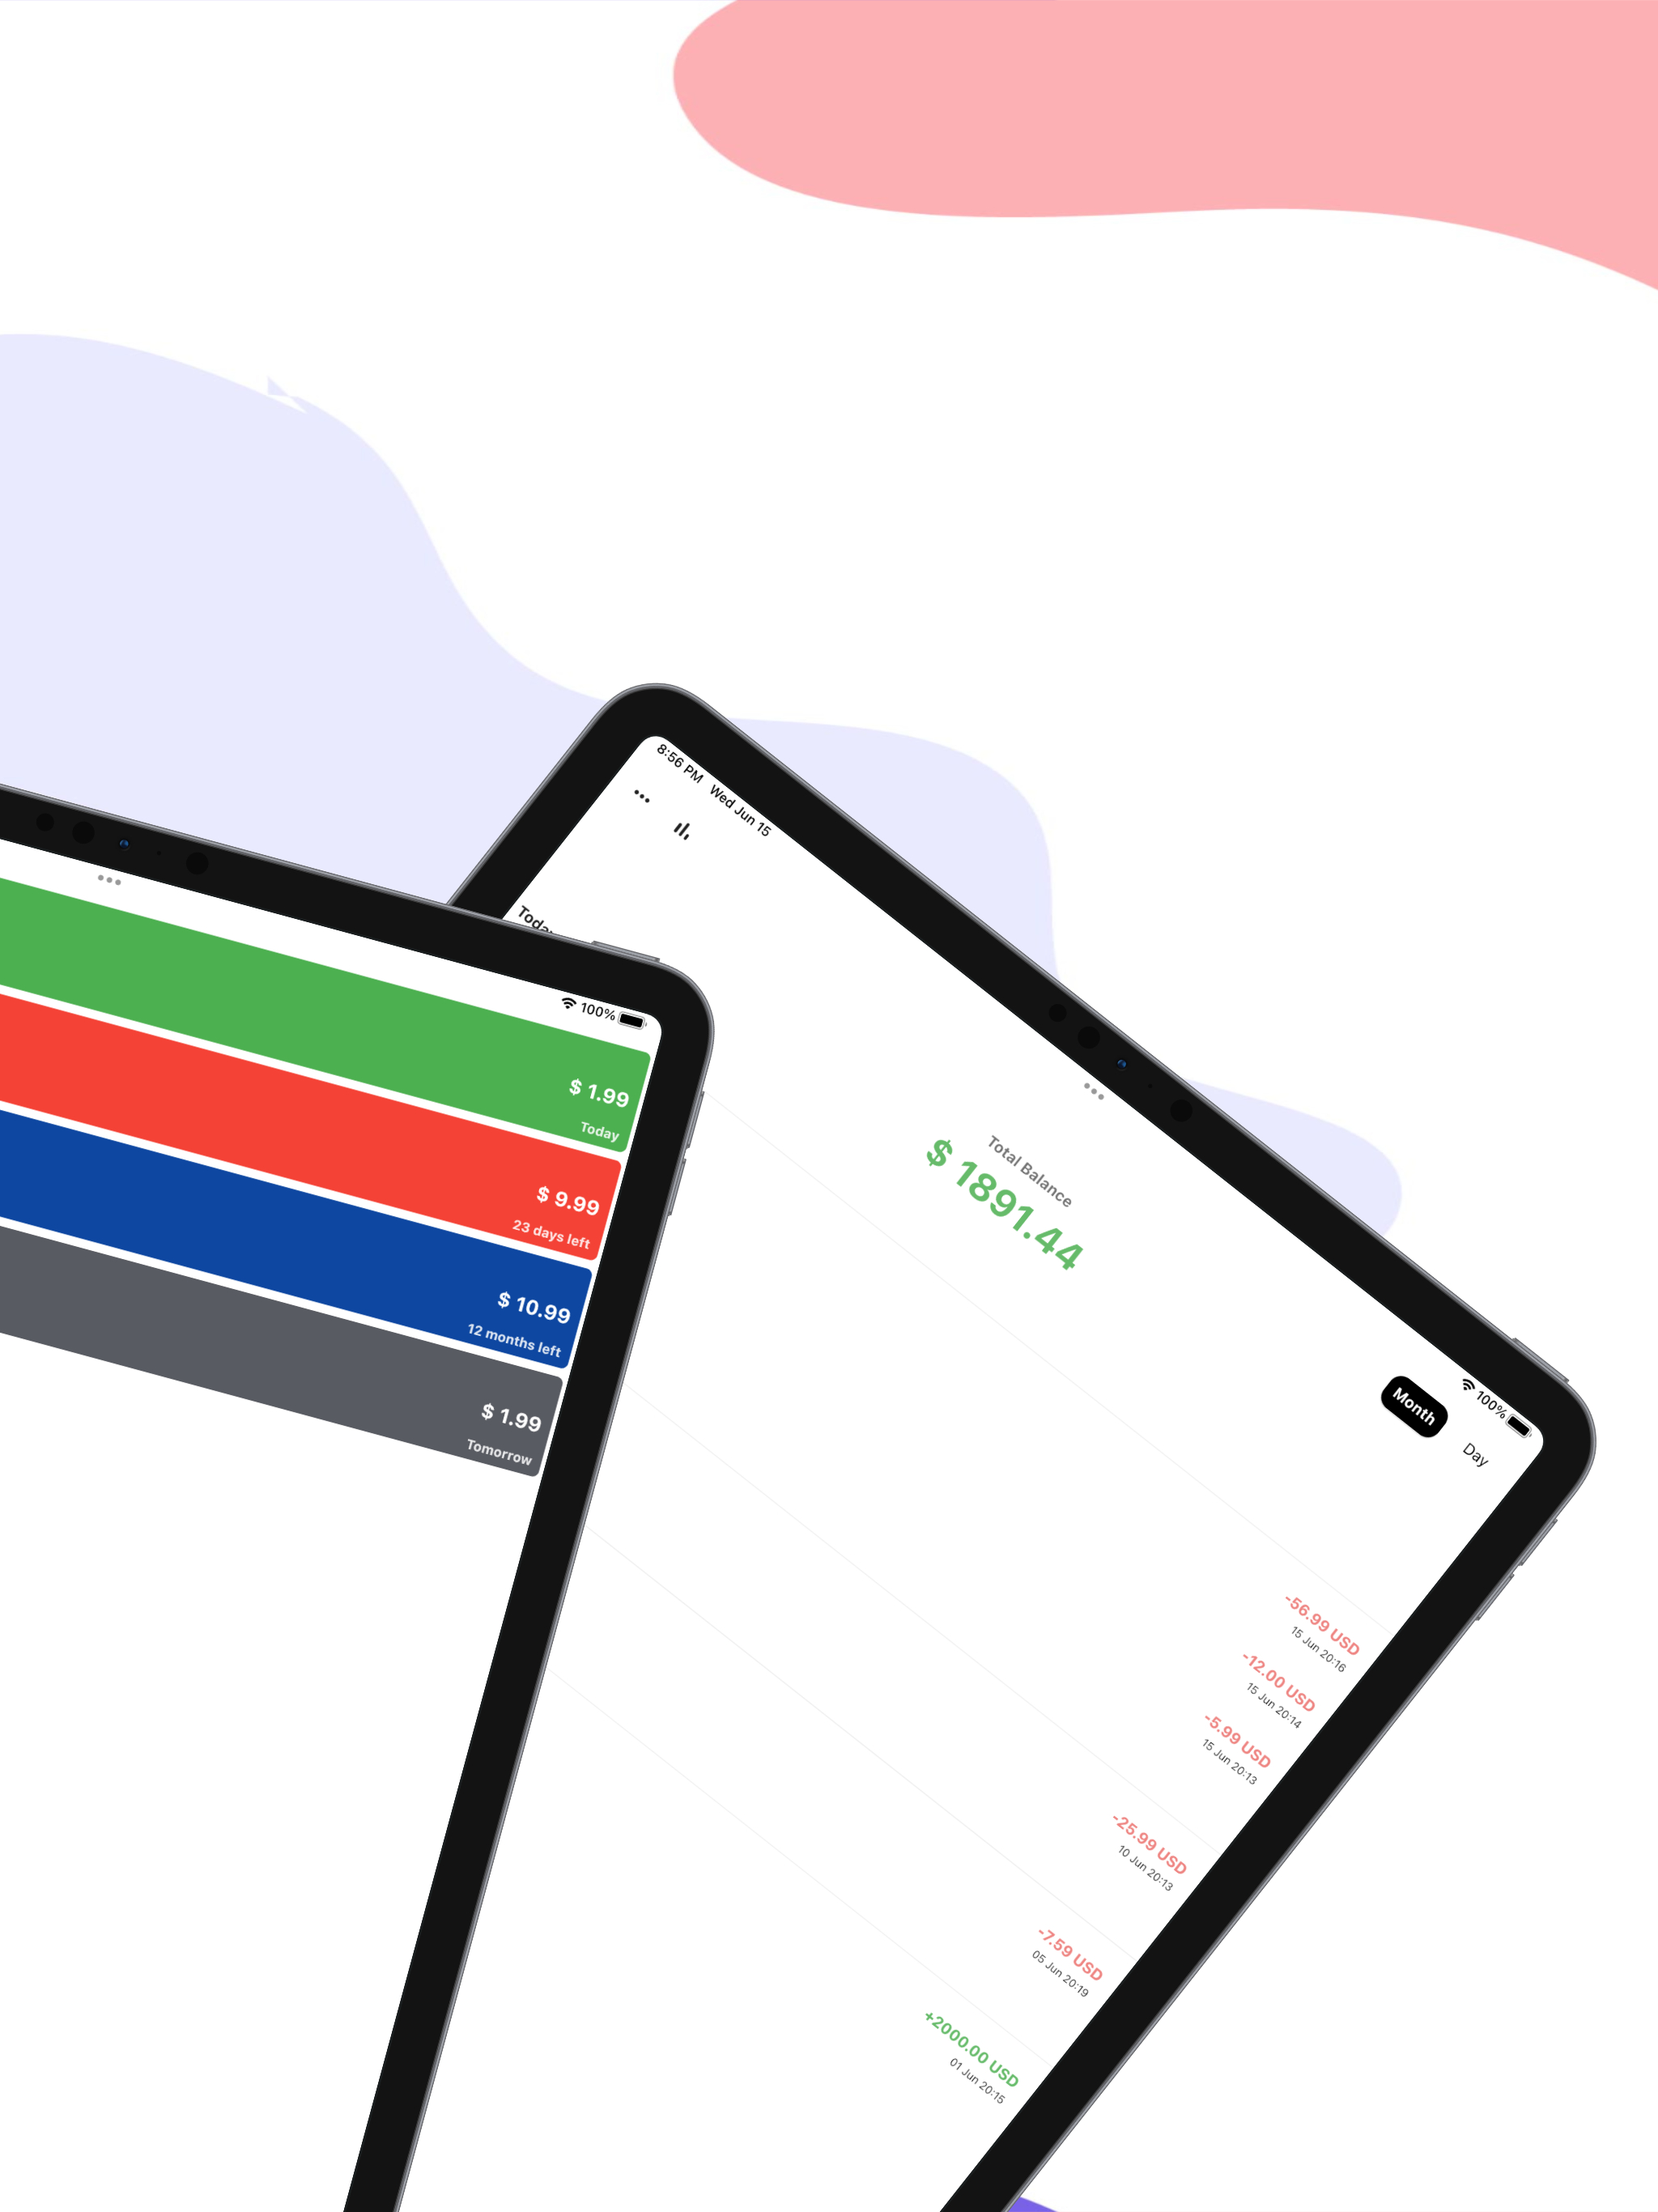 8:56 PM Wed Jun 15
Today
Total Balance
$ 1891.44
100%
Month
Day
-56.99 USD
15 Jun 20:16
-12.00 USD
15 Jun 20:14
-5.99 USD
15 Jun 20:13
-25.99 USD
10 Jun 20:13
-7.59 USD
05 Jun 20:19
+2000.00 USD
01 Jun 20:15
100%
$ 1.99
Today
$ 9.99
23 days left
$ 10.99
12 months left
$ 1.99
Tomorrow